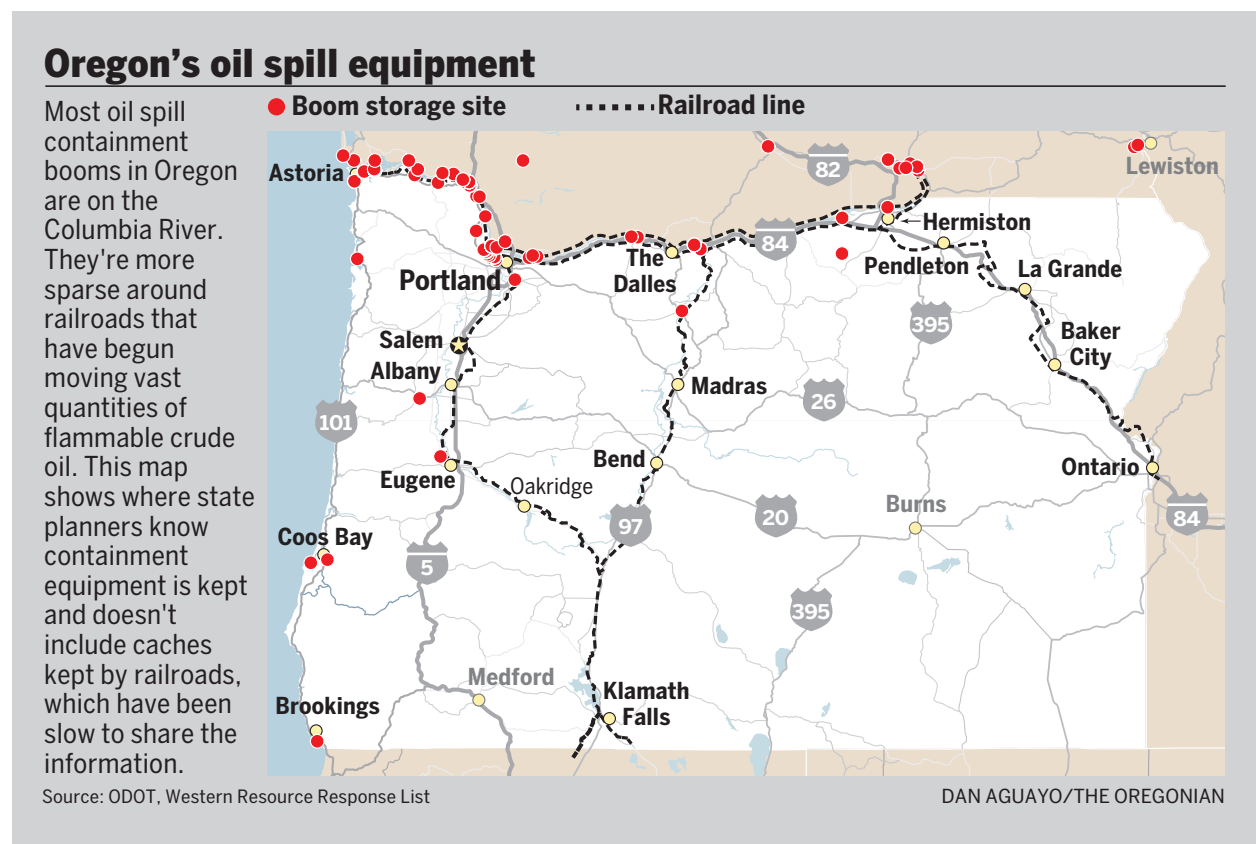 Oregon's oil spill equipment
Most oil spill
containment
booms in Oregon
are on the
Columbia River.
They're more
sparse around
railroads that
have begun
moving vast
quantities of
flammable crude
oil. This map
shows where state
planners know
containment
equipment is kept
and doesn't
include caches
kept by railroads,
which have been
slow to share the
information.
Boom storage site
Railroad line
Astoria
82
Lewiston
Hermiston
84
The
Dalles
Pendleton
La Grande
Portland
395
Salem
Baker
City
Albany
Madras
26
101
Bend
Ontario
Eugene
Oakridge
97
20
Burns
84
Coos Bay
5
395
Medford
Klamath
Falls
Brookings
Source: ODOT, Western Resource Response List
DAN AGUAYO/THE OREGONIAN